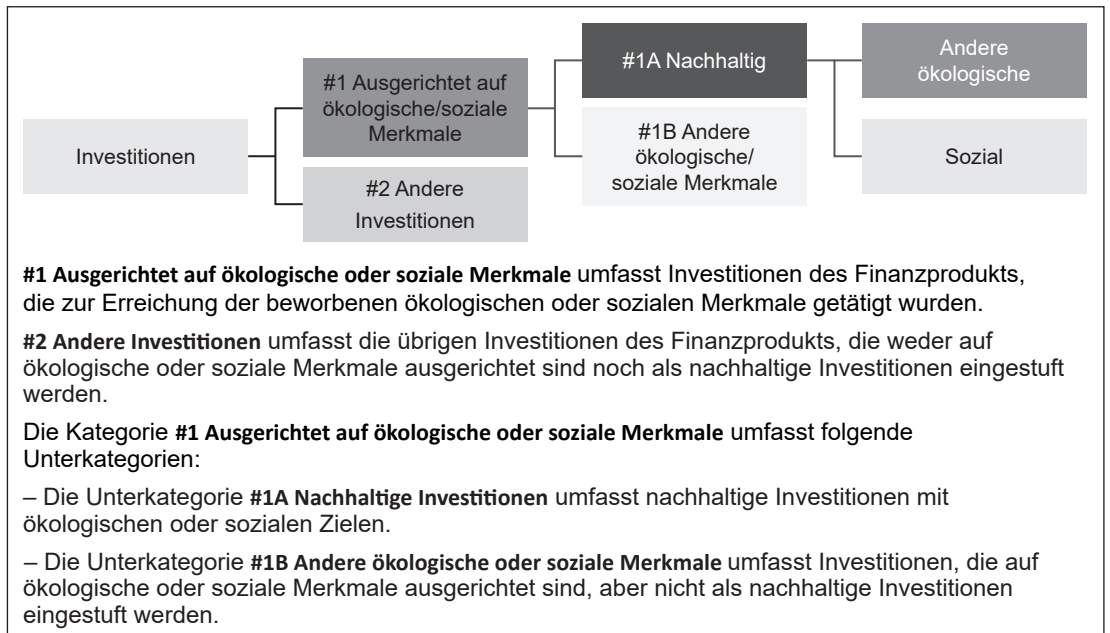 Investitionen
#1 Ausgerichtet auf
ökologische/soziale
Merkmale
#2 Andere
Investitionen
#1A Nachhaltig
#1B Andere
ökologische/
soziale Merkmale
Andere
ökologische
Sozial
#1 Ausgerichtet auf ökologische oder soziale Merkmale umfasst Investitionen des Finanzprodukts,
die zur Erreichung der beworbenen ökologischen oder sozialen Merkmale getätigt wurden.
#2 Andere Investitionen umfasst die übrigen Investitionen des Finanzprodukts, die weder auf
ökologische oder soziale Merkmale ausgerichtet sind noch als nachhaltige Investitionen eingestuft
werden.
Die Kategorie #1 Ausgerichtet auf ökologische oder soziale Merkmale umfasst folgende
Unterkategorien:
– Die Unterkategorie #1A Nachhaltige Investitionen umfasst nachhaltige Investitionen mit
ökologischen oder sozialen Zielen.
– Die Unterkategorie #1B Andere ökologische oder soziale Merkmale umfasst Investitionen, die auf
ökologische oder soziale Merkmale ausgerichtet sind, aber nicht als nachhaltige Investitionen
eingestuft werden.